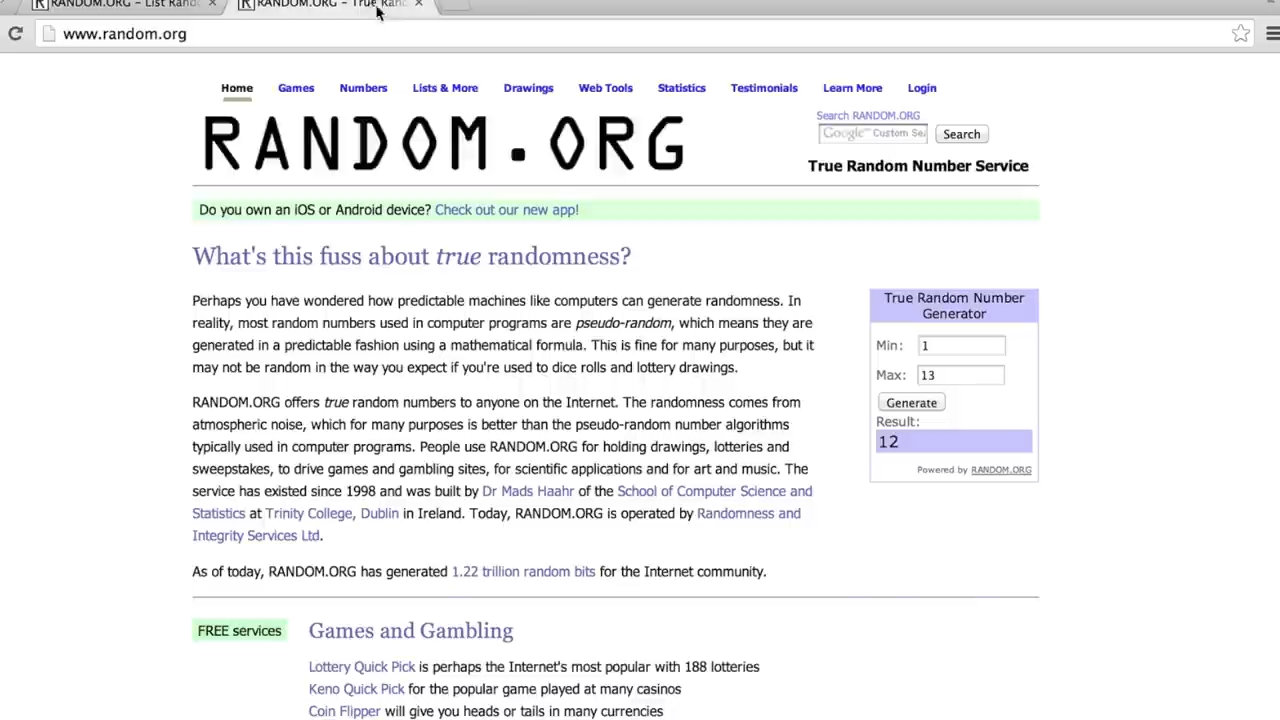 RANDOM.ORG – List Rand
RANDOM.ORG – True Ranc
www.random.org
Home Games Numbers Lists & More Drawings Web Tools Statistics Testimonials Learn More Login
RANDOM.ORG
Search RANDOM.ORG
Google™ Custom Sea
Search
True Random Number Service
Do you own an iOS or Android device? Check out our new app!
What's this fuss about true randomness?
Perhaps you have wondered how predictable machines like computers can generate randomness. In
reality, most random numbers used in computer programs are pseudo-random, which means they are
generated in a predictable fashion using a mathematical formula. This is fine for many purposes, but it
may not be random in the way you expect if you're used to dice rolls and lottery drawings.
RANDOM.ORG offers true random numbers to anyone on the Internet. The randomness comes from
atmospheric noise, which for many purposes is better than the pseudo-random number algorithms
typically used in computer programs. People use RANDOM.ORG for holding drawings, lotteries and
sweepstakes, to drive games and gambling sites, for scientific applications and for art and music. The
service has existed since 1998 and was built by Dr Mads Haahr of the School of Computer Science and
Statistics at Trinity College, Dublin in Ireland. Today, RANDOM.ORG is operated by Randomness and
Integrity Services Ltd.
As of today, RANDOM.ORG has generated 1.22 trillion random bits for the Internet community.
True Random Number
Generator
Min: 1
Max: 13
Generate
Result:
12
Powered by RANDOM.ORG
FREE services
Games and Gambling
Lottery Quick Pick is perhaps the Internet's most popular with 188 lotteries
Keno Quick Pick for the popular game played at many casinos
Coin Flipper will give you heads or tails in many currencies